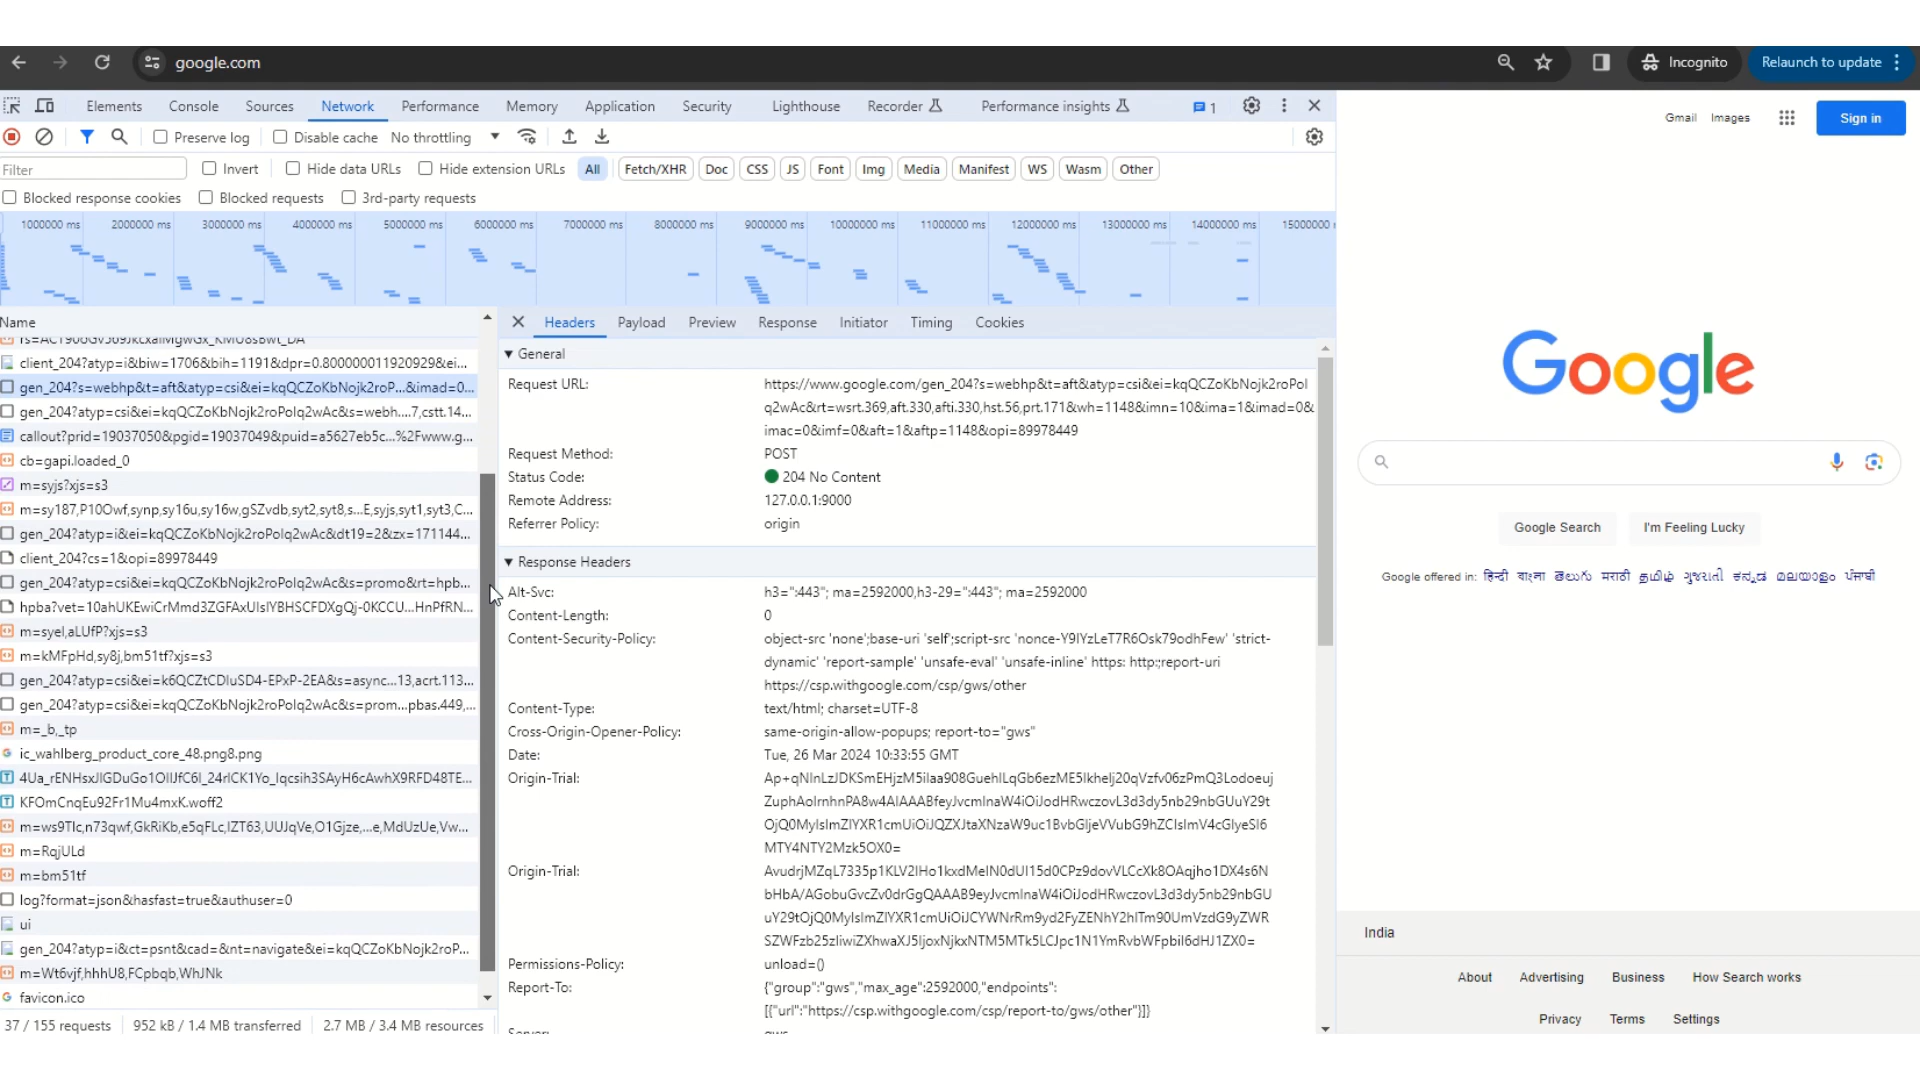 google.com
Incognito
Relaunch to update
Elements Console Sources Network Performance Memory Application Security Lighthouse Recorder Performance insights 1
Preserve log Disable cache No throttling
Filter Invert Hide data URLs Hide extension URLs All Fetch/XHR Doc CSS JS Font Img Media Manifest WS Wasm Other
Blocked response cookies Blocked requests 3rd-party requests
1000000 ms 2000000 ms 3000000 ms 4000000 ms 5000000 ms 6000000 ms 7000000 ms 8000000 ms 9000000 ms 10000000 ms 11000000 ms 12000000 ms 13000000 ms 14000000 ms 15000000
Name
client_204?atyp=i&biw=1706&bih=1191&dpr=0.800000011920929&ei...
gen_204?s=webhp&t=aft&atyp=csi&ei=kqQCZoKbNojk2roP...&imad=0...
gen_204?atyp=csi&ei=kqQCZoKbNojk2roPolq2wAc&s=webh....7,cstt.14...
callout?prid=19037050&pgid=19037049&puid=a5627eb5c...%2Fwww.g...
cb=gapi.loaded_0
m=syjs?xjs=s3
m=sy187,P10Owf,synp,sy16u,sy16w,gSZvdb,syt2,syt8,s...E,syjs,syt1,syt3,C...
gen_204?atyp=i&ei=kqQCZoKbNojk2roPolq2wAc&dt19=2&zx=171144...
client_204?cs=1&opi=89978449
gen_204?atyp=csi&ei=kqQCZoKbNojk2roPolq2wAc&s=promo&rt=hpb...
hpba?vet=10ahUKEwiCrMmd3ZGFAxUlslYBHSCFDXgQj-0KCCU...HnPfRN...
m=syel,aLUfP?xjs=s3
m=kMFpHd,sy8j,bm51tf?xjs=s3
gen_204?atyp=csi&ei=k6QCZtCDIuSD4-EPxP-2EA&s=async...13,acrt.113...
gen_204?atyp=csi&ei=kqQCZoKbNojk2roPolq2wAc&s=prom...pbas.449,...
m=_b,_tp
ic_wahlberg_product_core_48.png8.png
4Ua_rENHsxJlGDuGo1OIlJfC6l_24rlCK1Yo_Iqcsih3SAyH6cAwhX9RFD48TE...
KFOmCnqEu92Fr1Mu4mxK.woff2
m=ws9Tlc,n73qwf,GkRiKb,e5qFLc,IZT63,UUJqVe,O1Gjze,...e,MdUzUe,Vw...
m=RqjULd
m=bm51tf
log?format=json&hasfast=true&authuser=0
ui
gen_204?atyp=i&ct=psnt&cad=&nt=navigate&ei=kqQCZoKbNojk2roP...
m=Wt6vjf,hhhU8,FCpbqb,WhJNk
favicon.ico
37 / 155 requests 952 kB / 1.4 MB transferred 2.7 MB / 3.4 MB resources
Headers Payload Preview Response Initiator Timing Cookies
General
Request URL: https://www.google.com/gen_204?s=webhp&t=aft&atyp=csi&ei=kqQCZoKbNojk2roPol
q2wAc&rt=wsrt.369,aft.330,afti.330,hst.56,prt.171&wh=1148&imn=10&ima=1&imad=0&
imac=0&imf=0&aft=1&aftp=1148&opi=89978449
Request Method: POST
Status Code: 204 No Content
Remote Address: 127.0.0.1:9000
Referrer Policy: origin
Response Headers
Alt-Svc: h3=":443"; ma=2592000,h3-29=":443"; ma=2592000
Content-Length: 0
Content-Security-Policy: object-src 'none';base-uri 'self';script-src 'nonce-Y9IYzLeT7R6Osk79odhFew' 'strict-
dynamic' 'report-sample' 'unsafe-eval' 'unsafe-inline' https: http:;report-uri
https://csp.withgoogle.com/csp/gws/other
Content-Type: text/html; charset=UTF-8
Cross-Origin-Opener-Policy: same-origin-allow-popups; report-to="gws"
Date: Tue, 26 Mar 2024 10:33:55 GMT
Origin-Trial: Ap+qNlnLzJDKSmEHjzM5ilaa908GuehlLqGb6ezME5lkhelj20qVzfv06zPmQ3Lodoeuj
ZuphAolrnhnPA8w4AIAAABfeyJvcmlnaW4iOiJodHRwczovL3d3dy5nb29nbGUuY29t
OjQ0MyIsImZlYXR1cmUiOiJQZXJtaXNzaW9uc1BvbGljeVVubG9hZCIsImV4cGlyeSI6
MTY4NTY2Mzk5OX0=
Origin-Trial: AvudrjMZqL7335p1KLV2lHo1kxdMeIN0dUI15d0CPz9dovVLCcXk8OAqjho1DX4s6N
bHbA/AGobuGvcZv0drGgQAAAB9eyJvcmlnaW4iOiJodHRwczovL3d3dy5nb29nbGU
uY29tOjQ0MyIsImZlYXR1cmUiOiJCYWNrRm9yd2FyZENhY2hlTm90UmVzdG9yZWR
SZWFzb25zIiwiZXhwaXJ5IjoxNjkxNTM5MTk5LCJpc1N1YmRvbWFpbiI6dHJ1ZX0=
Permissions-Policy: unload=()
Report-To: {"group":"gws","max_age":2592000,"endpoints":
[{"url":"https://csp.withgoogle.com/csp/report-to/gws/other"}]}
Server: gws
Gmail Images Sign in
Google
Google Search I'm Feeling Lucky
Google offered in: हिन्दी বাংলা తెలుగు मराठी தமிழ் ગુજરાતી ಕನ್ನಡ മലയാളം ਪੰਜਾਬੀ
India
About Advertising Business How Search works
Privacy Terms Settings